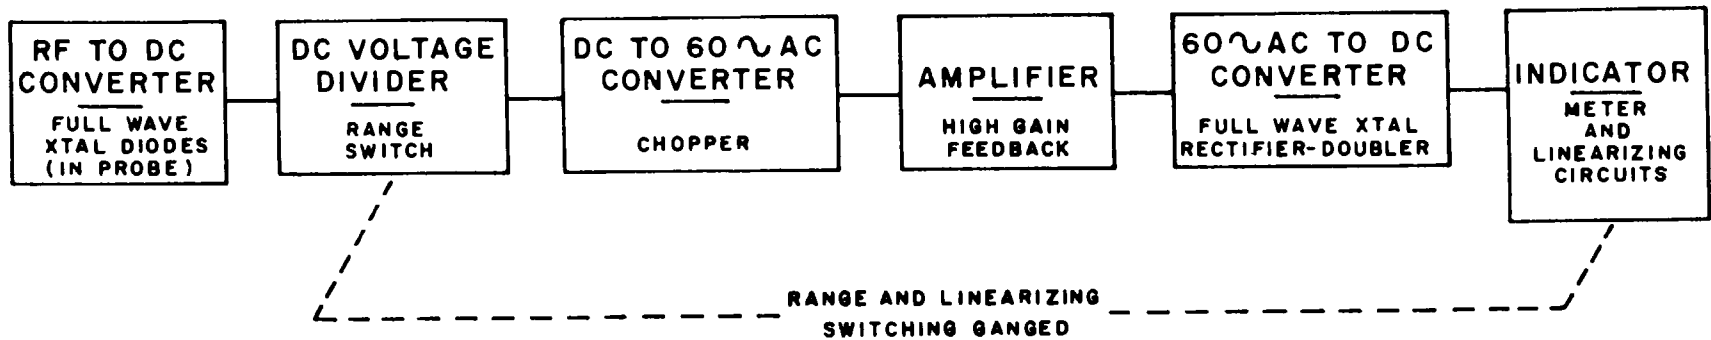 RF TO DC
CONVERTER
FULL WAVE
XTAL DIODES
(IN PROBE)
DC VOLTAGE
DIVIDER
RANGE
SWITCH
DC TO 60∿AC
CONVERTER
CHOPPER
AMPLIFIER
HIGH GAIN
FEEDBACK
60∿AC TO DC
CONVERTER
FULL WAVE XTAL
RECTIFIER-DOUBLER
INDICATOR
METER
AND
LINEARIZING
CIRCUITS
RANGE AND LINEARIZING
SWITCHING GANGED